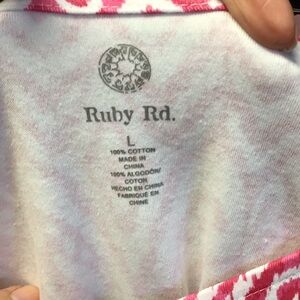 Ruby Rd.
L
100% COTTON
MADE IN
CHINA
100% ALGODÓN/
COTON
HECHO EN CHINA
FABRIQUÉ EN
CHINE